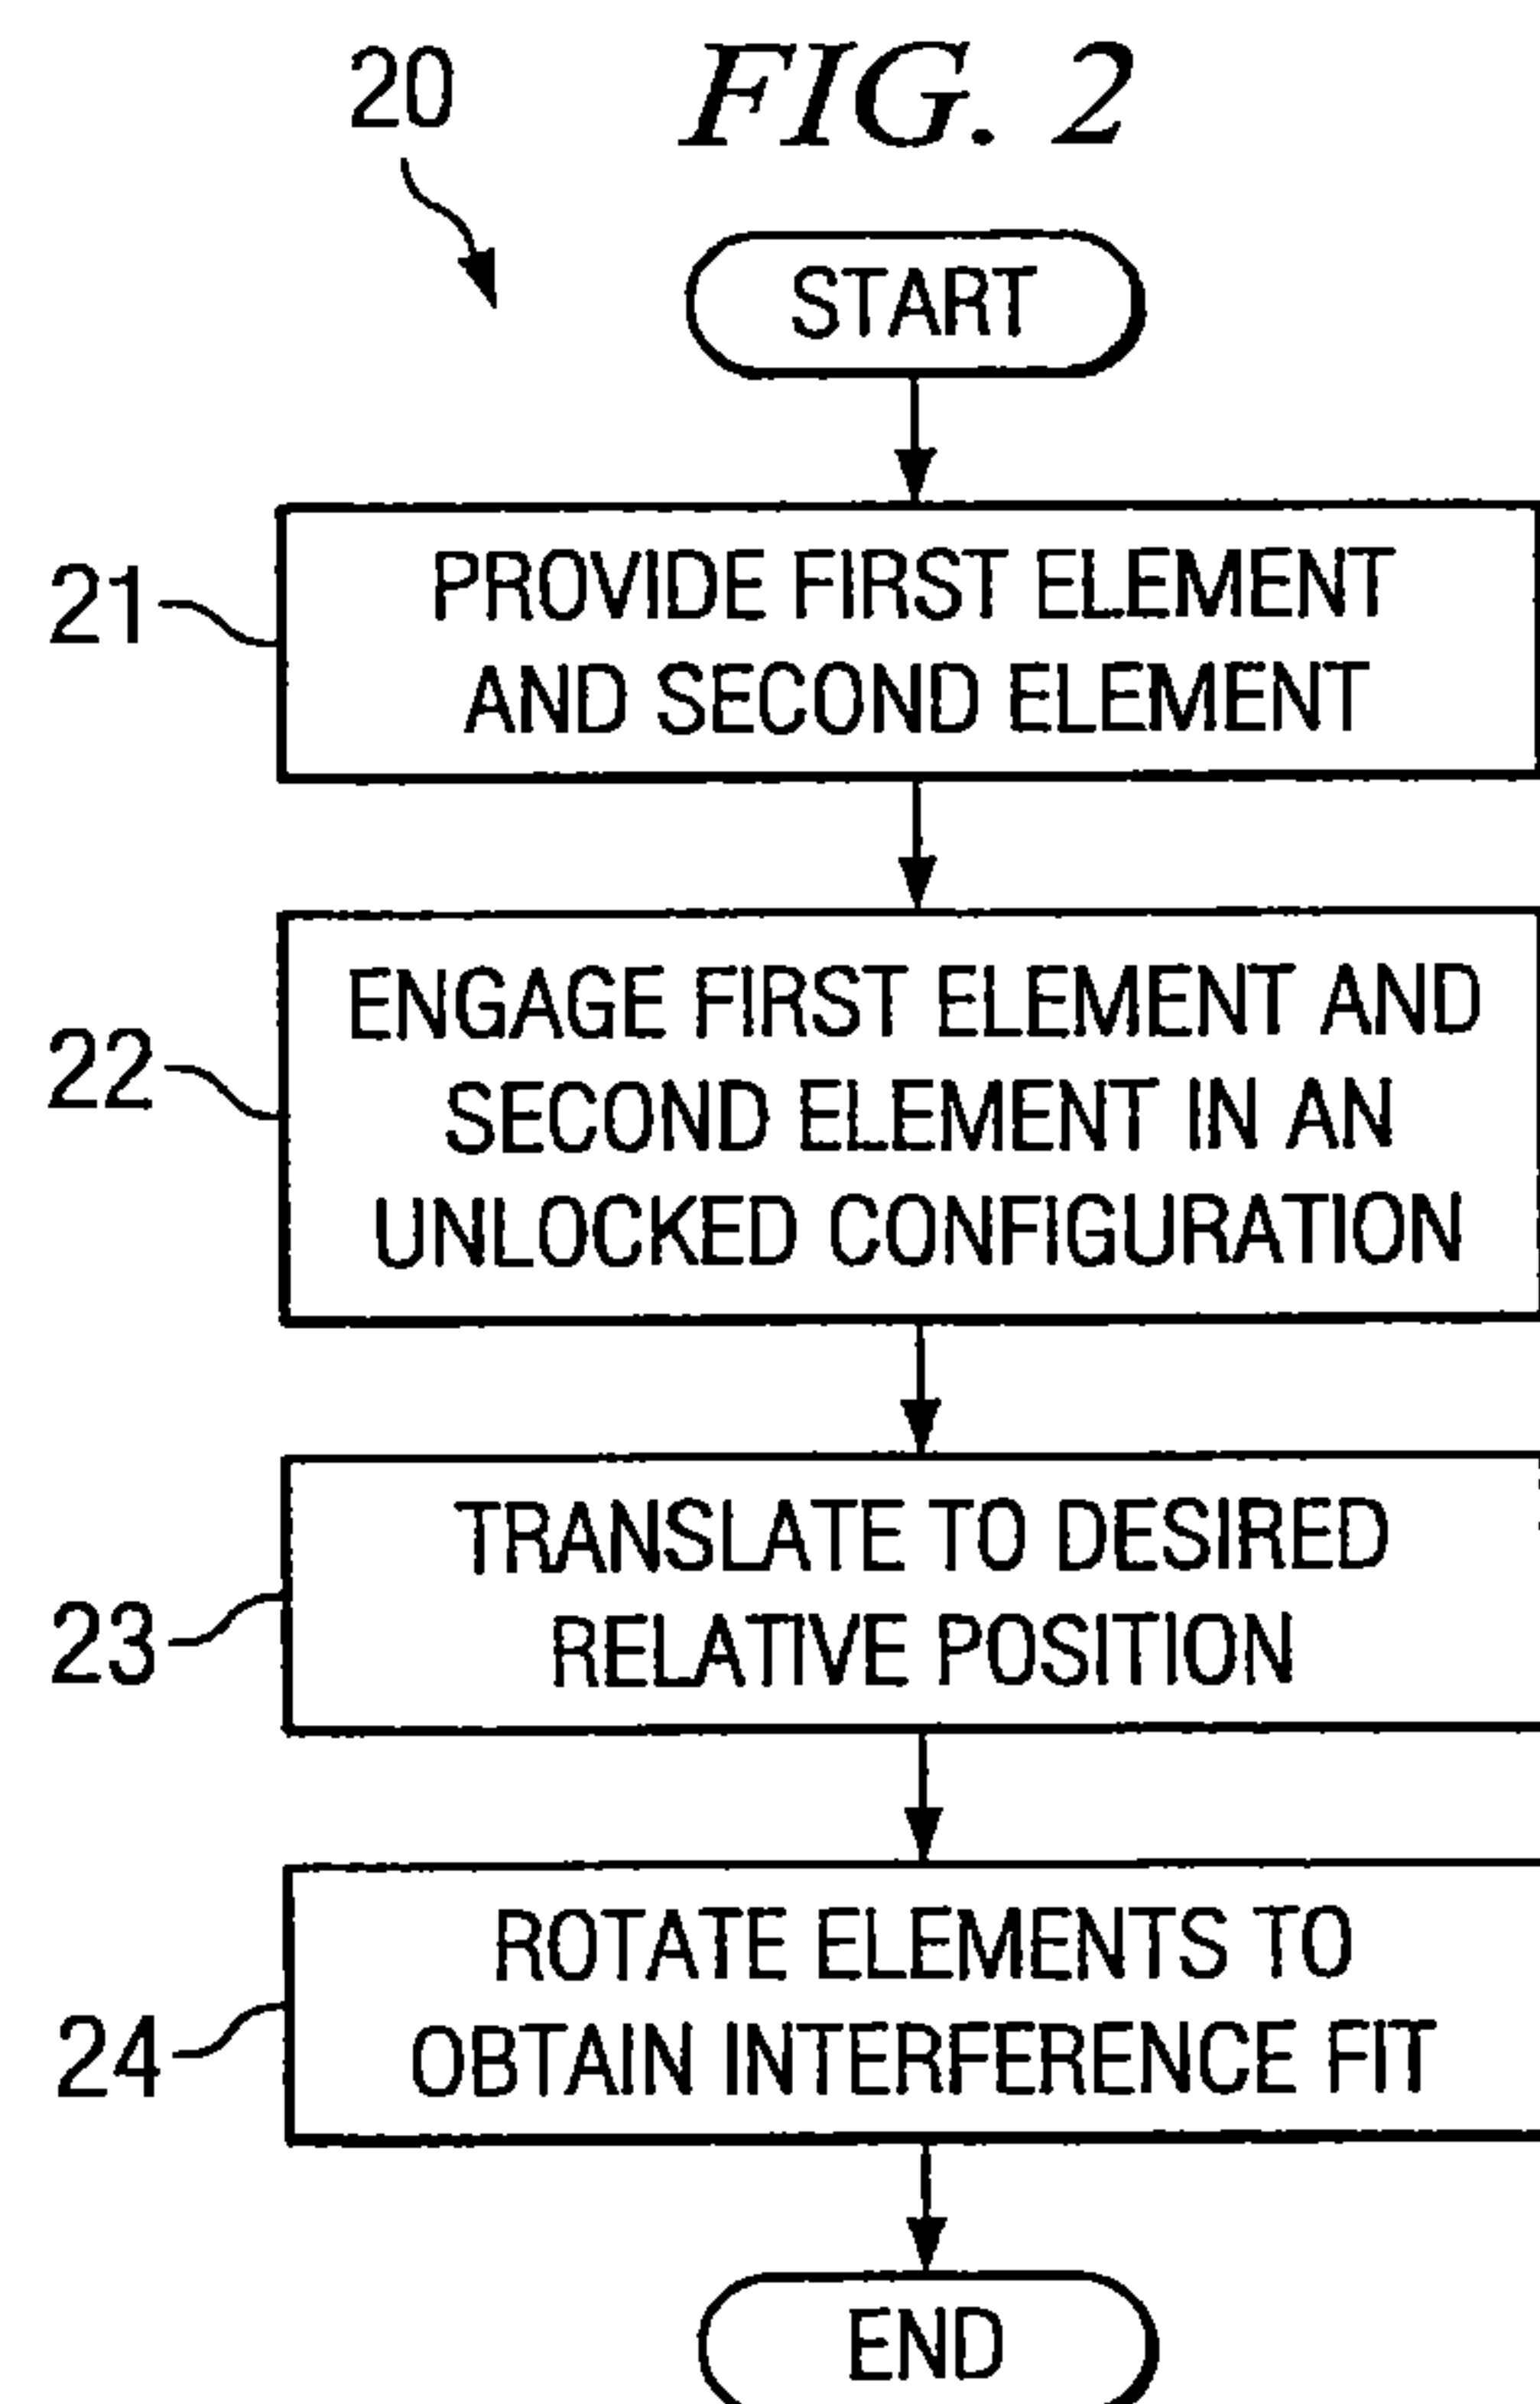 20
FIG. 2
START
21
PROVIDE FIRST ELEMENT
AND SECOND ELEMENT
22
ENGAGE FIRST ELEMENT AND
SECOND ELEMENT IN AN
UNLOCKED CONFIGURATION
23
TRANSLATE TO DESIRED
RELATIVE POSITION
24
ROTATE ELEMENTS TO
OBTAIN INTERFERENCE FIT
END